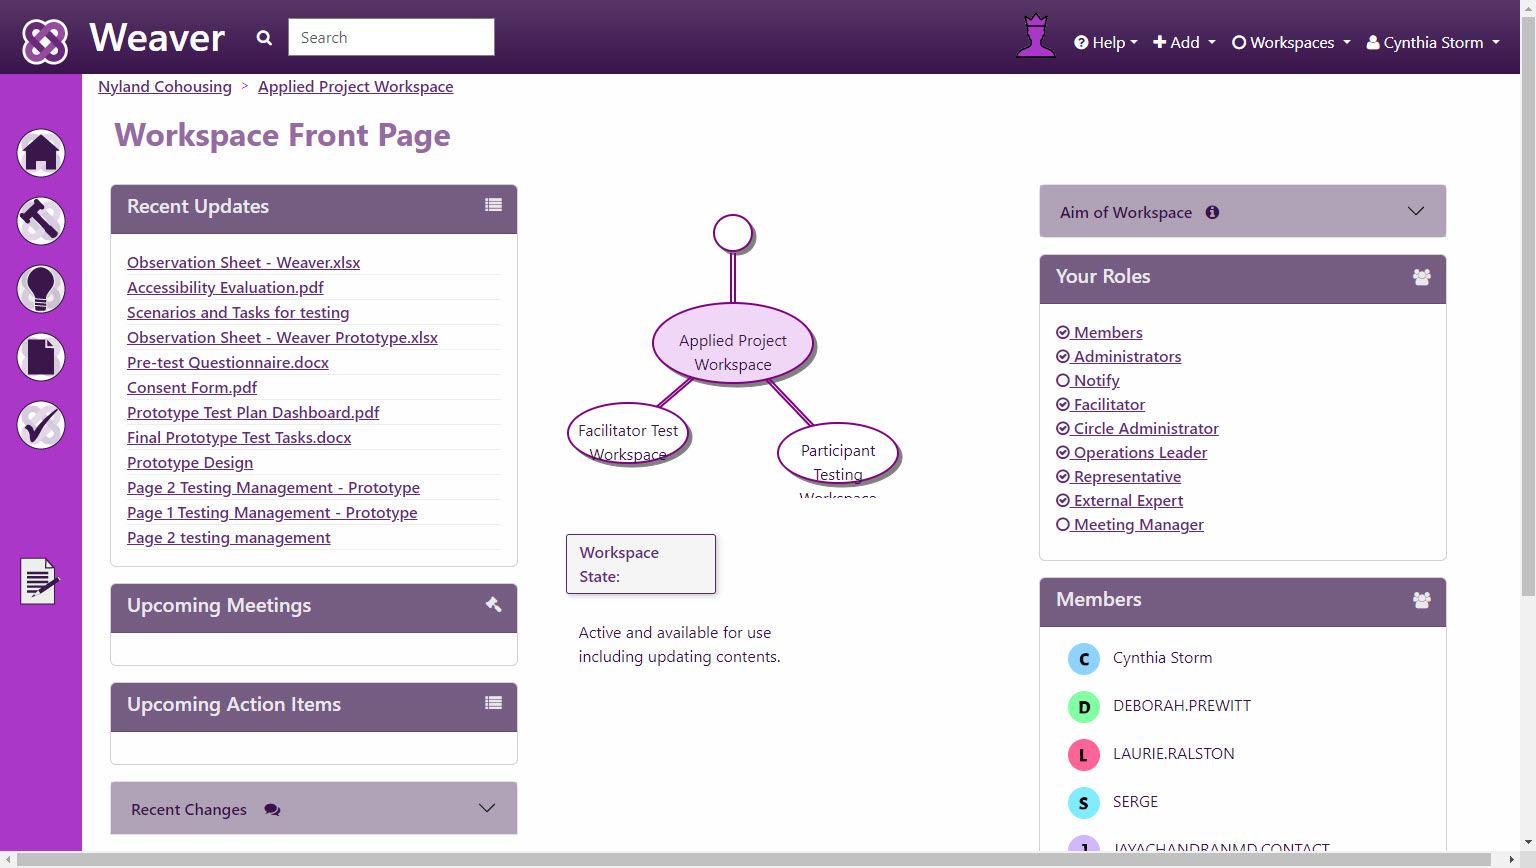 Weaver
Search
Help
Add
Workspaces
Cynthia Storm
Nyland Cohousing > Applied Project Workspace
Workspace Front Page
Recent Updates
Observation Sheet - Weaver.xlsx
Accessibility Evaluation.pdf
Scenarios and Tasks for testing
Observation Sheet - Weaver Prototype.xlsx
Pre-test Questionnaire.docx
Consent Form.pdf
Prototype Test Plan Dashboard.pdf
Final Prototype Test Tasks.docx
Prototype Design
Page 2 Testing Management - Prototype
Page 1 Testing Management - Prototype
Page 2 testing management
Upcoming Meetings
Upcoming Action Items
Recent Changes
Applied Project
Workspace
Facilitator Test
Workspace
Participant
Testing
Workspace
Workspace
State:
Active and available for use
including updating contents.
Aim of Workspace
Your Roles
Members
Administrators
Notify
Facilitator
Circle Administrator
Operations Leader
Representative
External Expert
Meeting Manager
Members
C Cynthia Storm
D DEBORAH.PREWITT
L LAURIE.RALSTON
S SERGE
J JAYACHANDRANMD.CONTACT